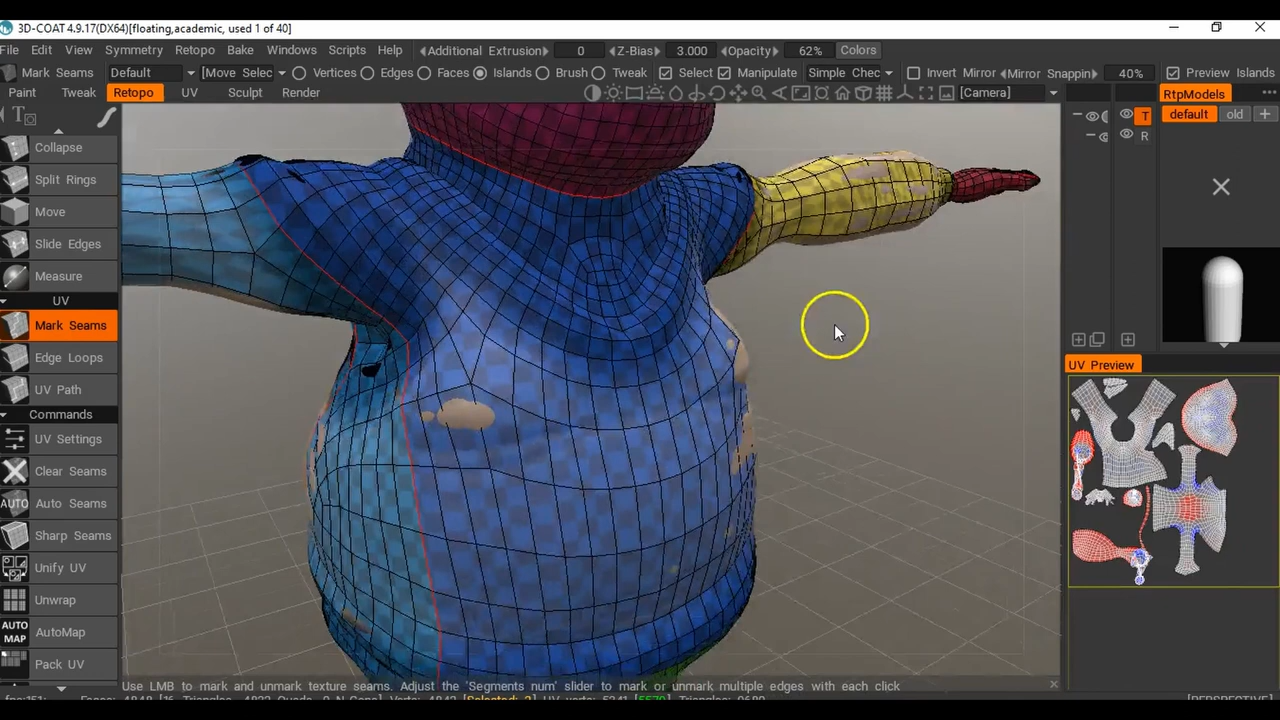 3D-COAT 4.9.17(DX64)[floating,academic, used 1 of 40]
File Edit View Symmetry Retopo Bake Windows Scripts Help Additional Extrusion 0 Z-Bias 3.000 Opacity 62% Colors
Mark Seams Default [Move Selec Vertices Edges Faces Islands Brush Tweak Select Manipulate Simple Chec Invert Mirror Mirror Snappin 40% Preview Islands
Paint Tweak Retopo UV Sculpt Render [Camera] RtpModels
T default old +
R
Collapse
Split Rings
Move
Slide Edges
Measure
UV
Mark Seams
Edge Loops
UV Path
Commands
UV Settings
Clear Seams
AUTO Auto Seams
Sharp Seams
Unify UV
Unwrap
AUTO MAP AutoMap
Pack UV
UV Preview
Use LMB to mark and unmark texture seams. Adjust the 'Segments num' slider to mark or unmark multiple edges with each click